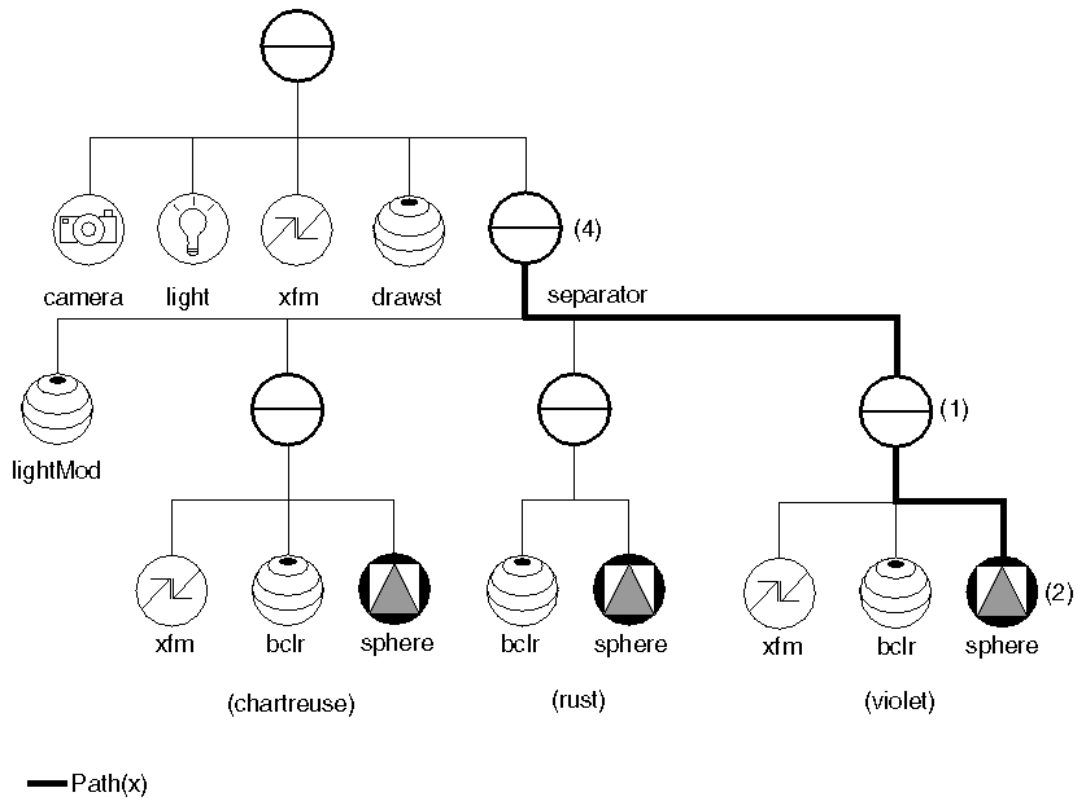 (4)
camera light xfm drawst separator
(1)
lightMod
(2)
xfm bclr sphere bclr sphere xfm bclr sphere
(chartreuse) (rust) (violet)
Path(x)